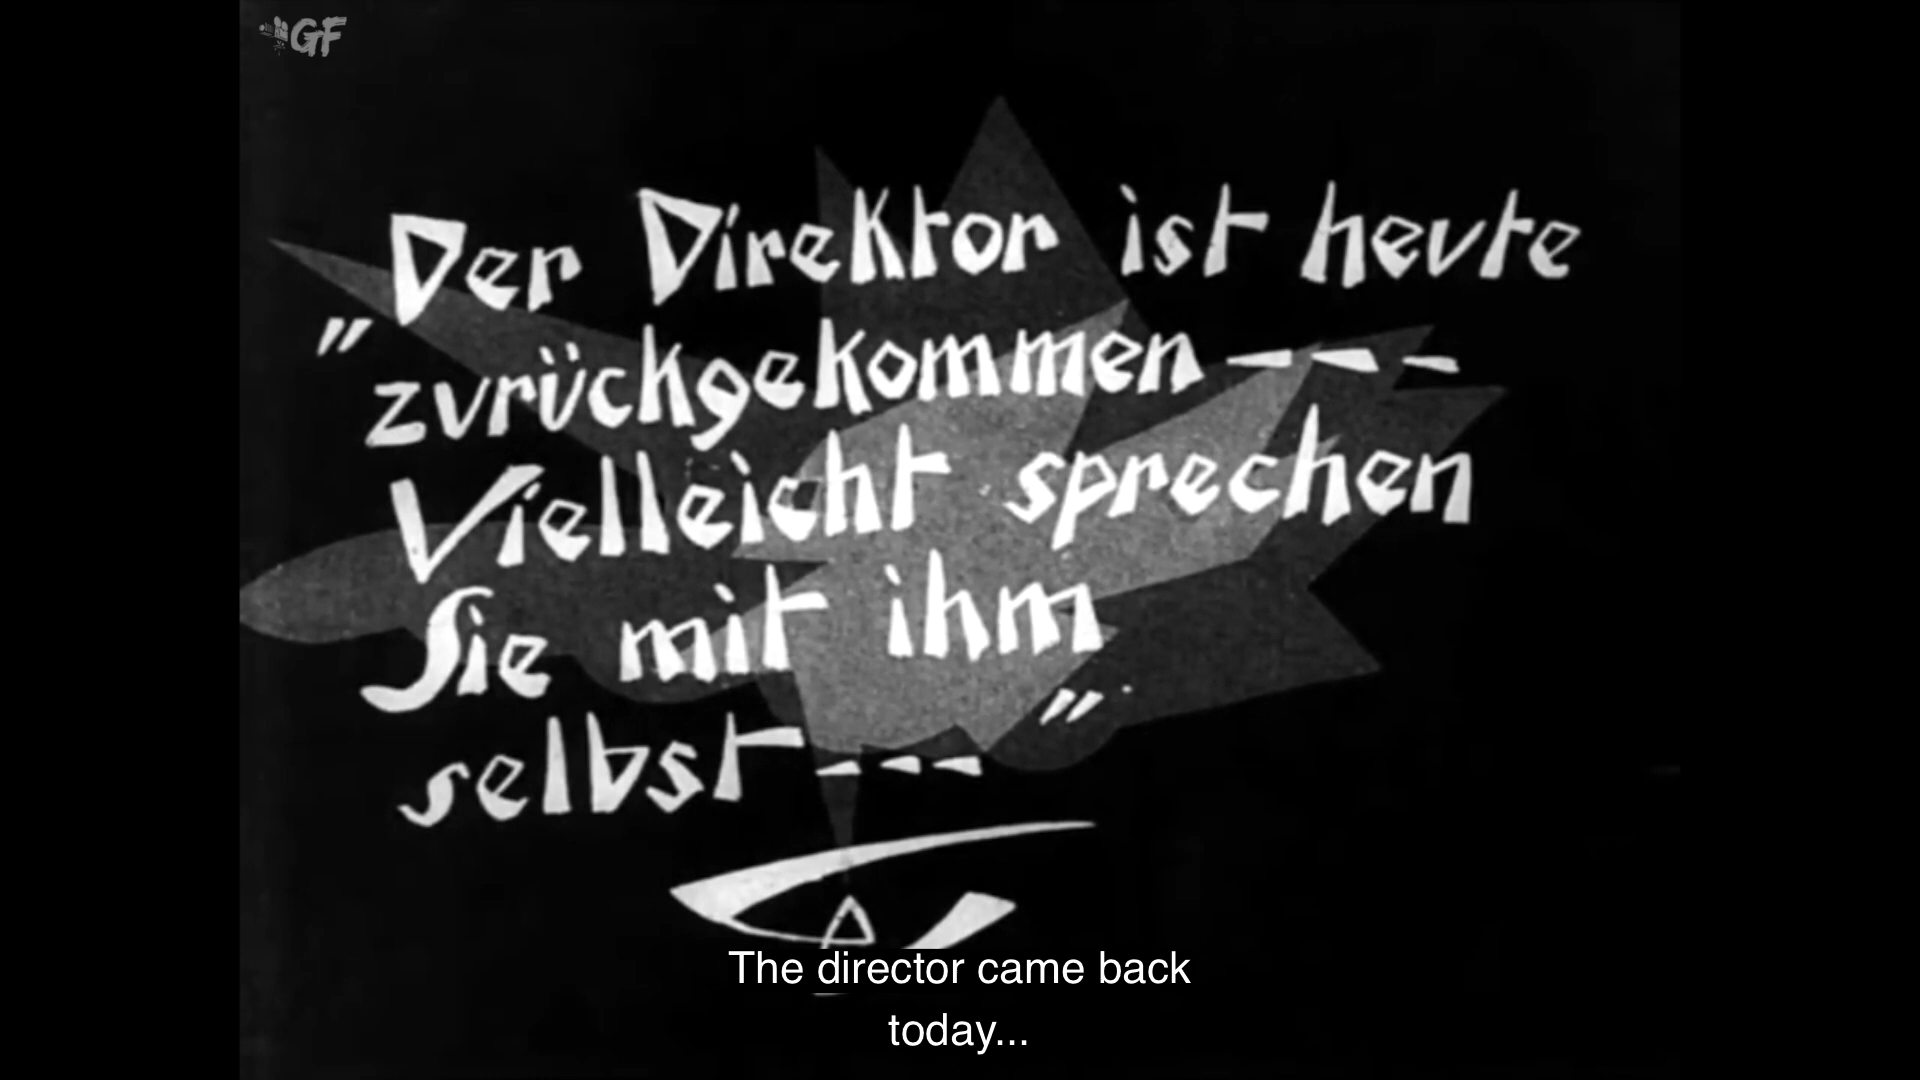 GF
Der Direktor ist heute
"zurückgekommen ---
Vielleicht sprechen
Sie mit ihm
selbst ---"
The director came back
today...